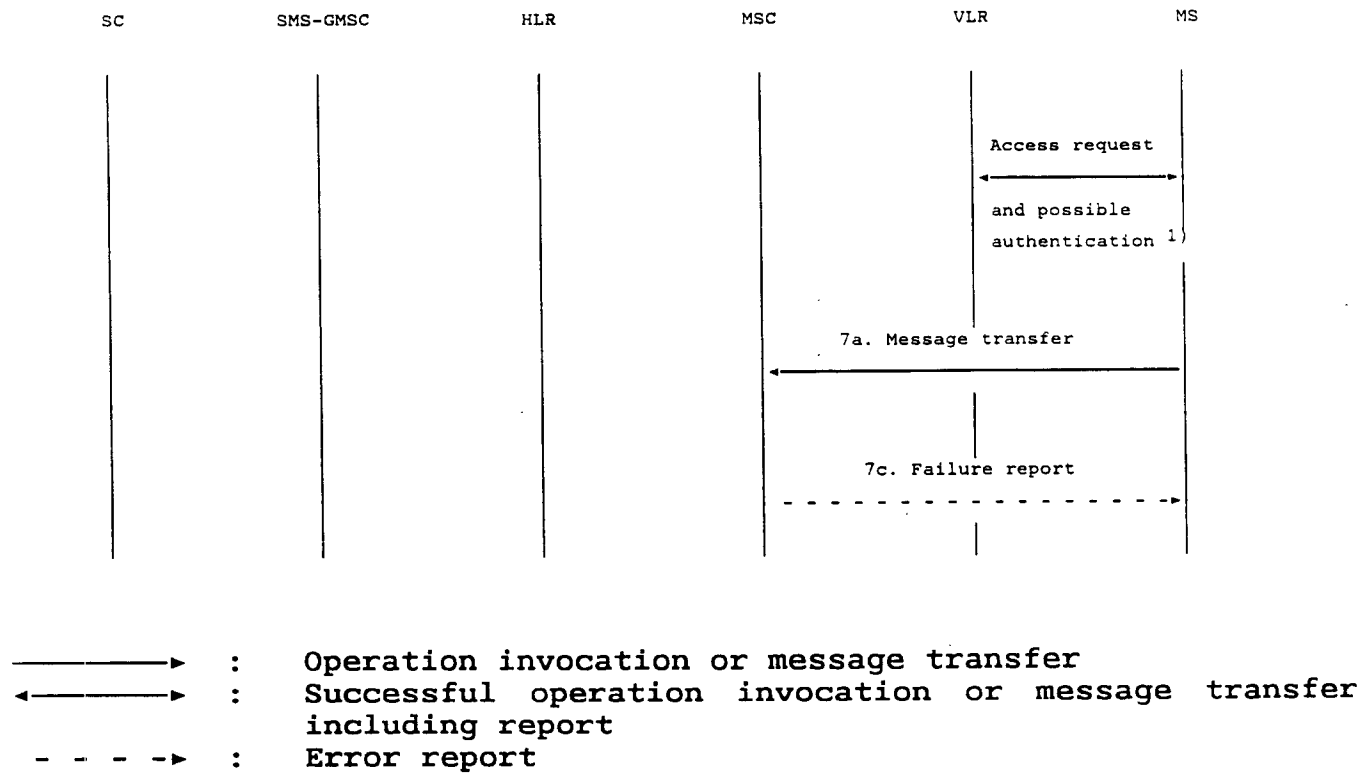 SC SMS-GMSC HLR MSC VLR MS
Access request
and possible
authentication 1)
7a. Message transfer
7c. Failure report
: Operation invocation or message transfer
: Successful operation invocation or message transfer
including report
: Error report